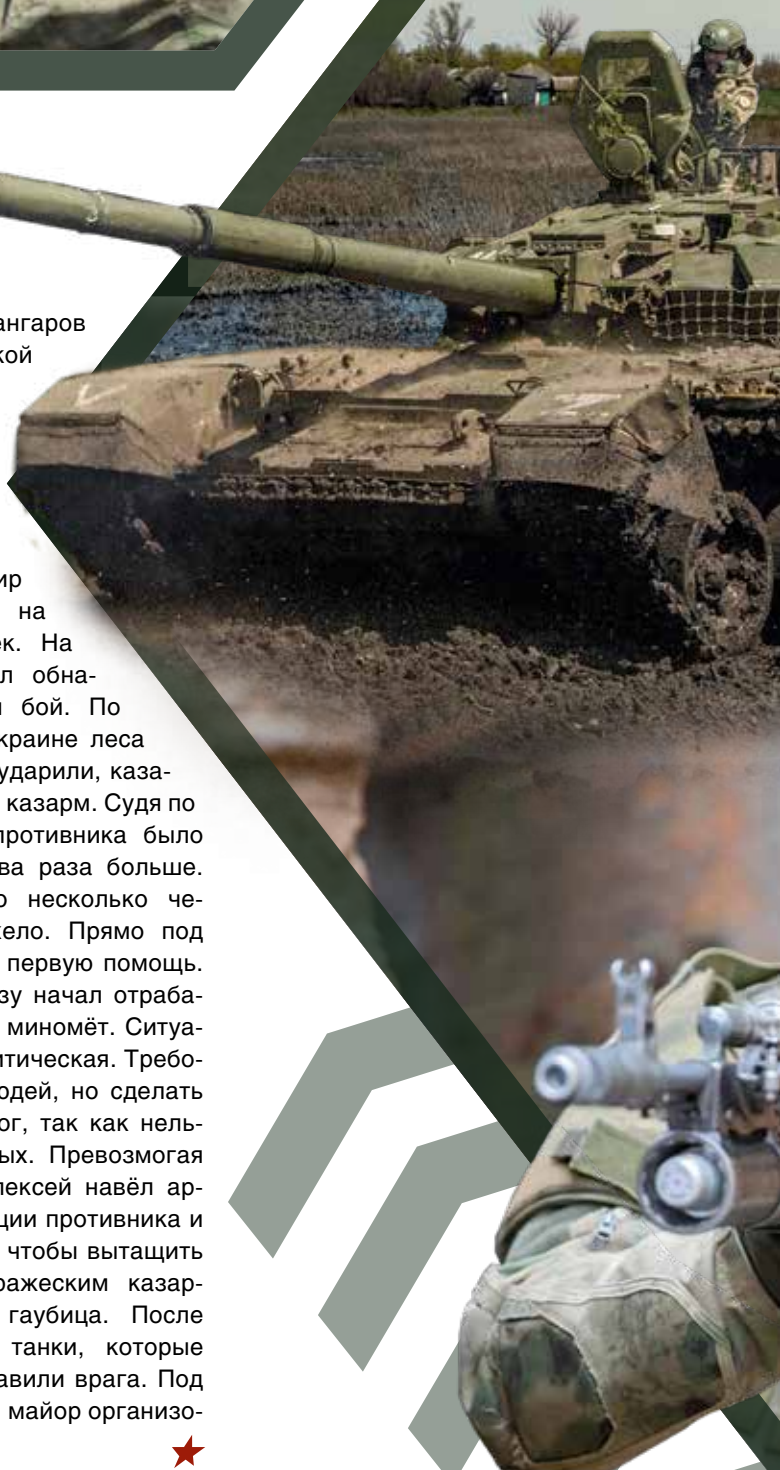 ангаров
кой
ир
на
ек. На
л обна-
бой. По
краине леса
ударили, каза-
казарм. Судя по
противника было
ва раза больше.
о несколько че-
жело. Прямо под
первую помощь.
зу начал отраба-
миномёт. Ситуа-
итическая. Требо-
юдей, но сделать
ог, так как нель-
ых. Превозмогая
лексей навёл ар-
ции противника и
чтобы вытащить
ражеским казар-
гаубица. После
танки, которые
авили врага. Под
майор организо-